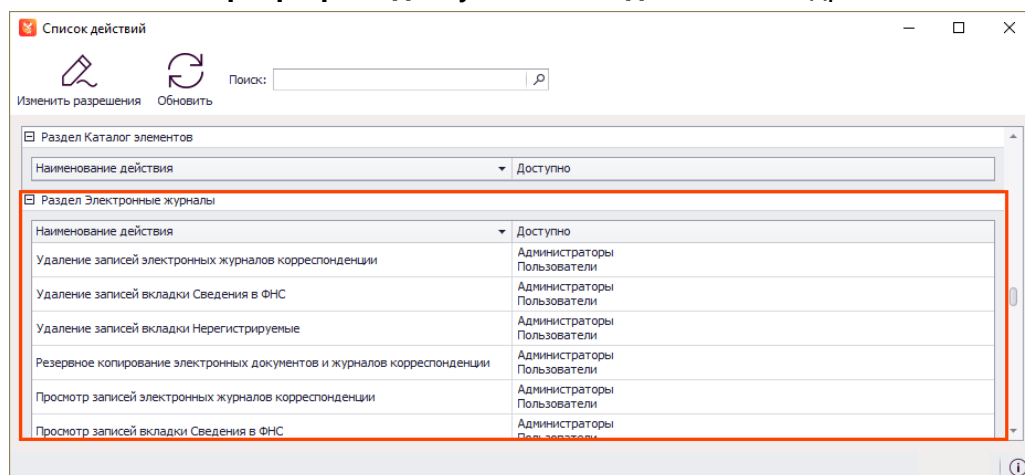 Список действий
Поиск:
Изменить разрешения Обновить
Раздел Каталог элементов
Наименование действия Доступно
Раздел Электронные журналы
Наименование действия Доступно
Удаление записей электронных журналов корреспонденции Администраторы
Пользователи
Удаление записей вкладки Сведения в ФНС Администраторы
Пользователи
Удаление записей вкладки Нерегистрируемые Администраторы
Пользователи
Резервное копирование электронных документов и журналов корреспонденции Администраторы
Пользователи
Просмотр записей электронных журналов корреспонденции Администраторы
Пользователи
Просмотр записей вкладки Сведения в ФНС Администраторы
Пользователи